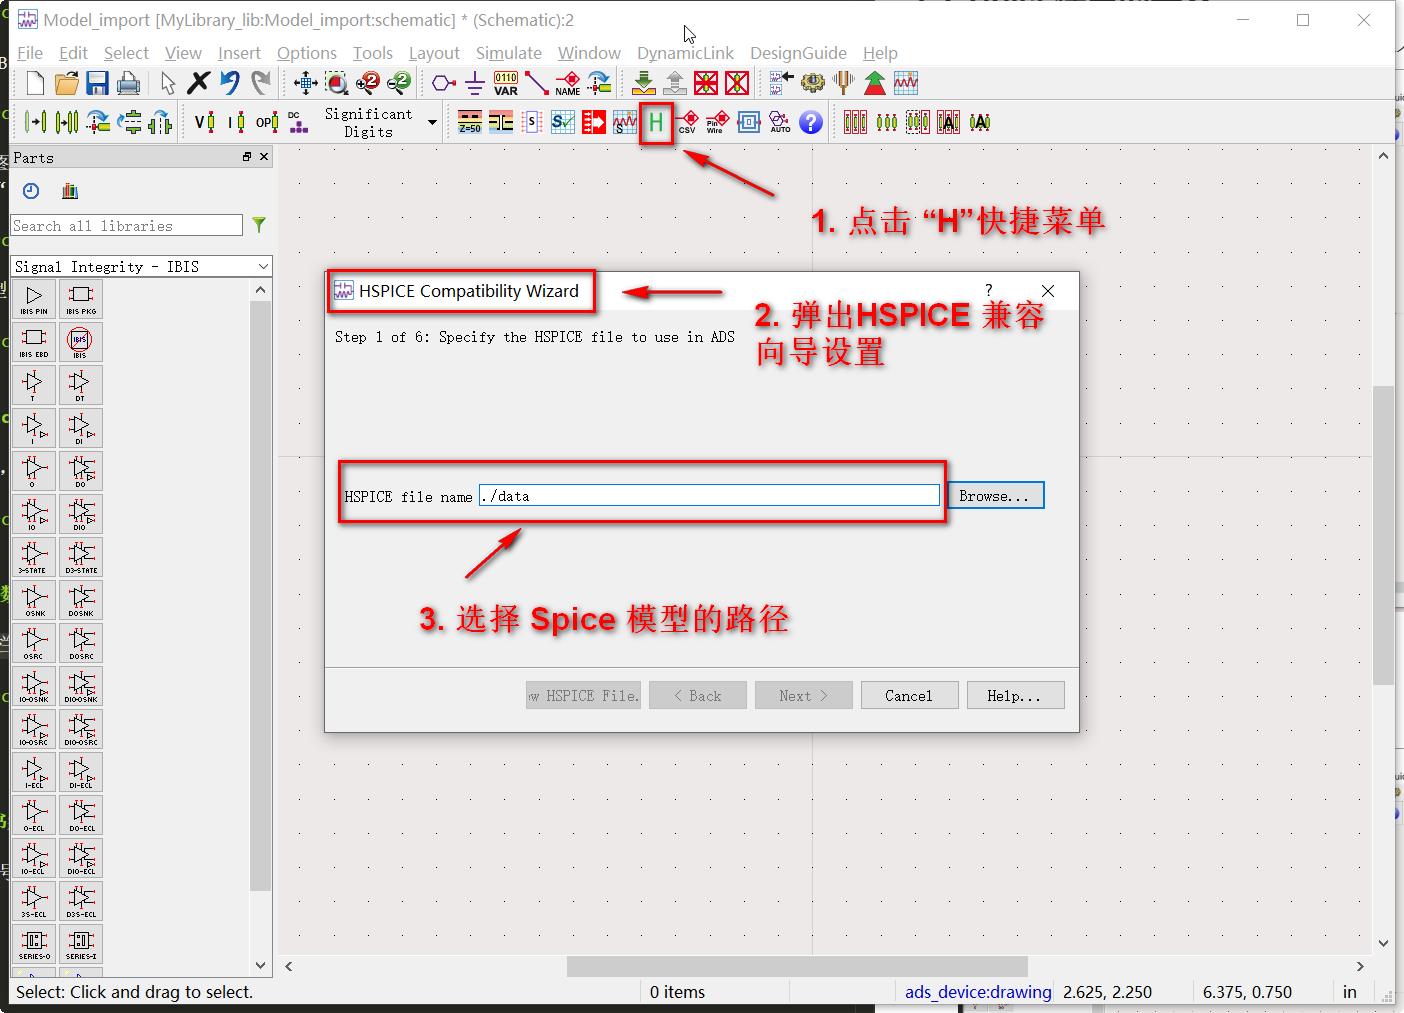 Model_import [MyLibrary_lib:Model_import:schematic] * (Schematic):2
File Edit Select View Insert Options Tools Layout Simulate Window DynamicLink DesignGuide Help
0110
VAR
NAME
V I OP DC
Significant
Digits
Z=50
S
S
S
H
CSV
Pin
Wire
AUTO
?
A
A
Parts
1. 点击 “H”快捷菜单
Search all libraries
Signal Integrity - IBIS
IBIS PIN IBIS PKG
IBIS EBD IBIS
T DT
I DI
O DO
IO DIO
3-STATE D3-STATE
OSNK DOSNK
OSRC DOSRC
IO-OSNK DIO-OSNK
IO-OSRC DIO-OSRC
I-ECL DI-ECL
O-ECL DO-ECL
IO-ECL DIO-ECL
3S-ECL D3S-ECL
SERIES-O SERIES-I
HSPICE Compatibility Wizard
?
2. 弹出HSPICE 兼容
向导设置
Step 1 of 6: Specify the HSPICE file to use in ADS
HSPICE file name ./data Browse...
3. 选择 Spice 模型的路径
HSPICE File. < Back Next > Cancel Help...
Select: Click and drag to select. 0 items ads_device:drawing 2.625, 2.250 6.375, 0.750 in